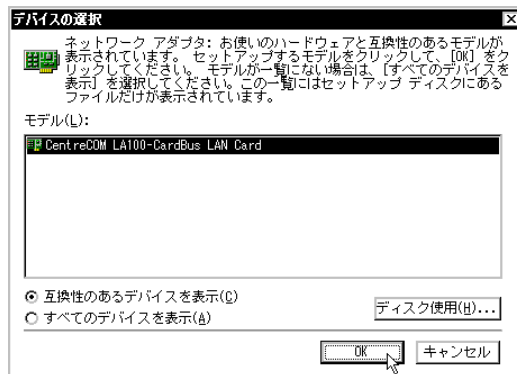 デバイスの選択
ネットワーク アダプタ: お使いのハードウェアと互換性のあるモデルが
表示されています。 セットアップするモデルをクリックして、[OK] をク
リックしてください。 モデルが一覧にない場合は、[すべてのデバイスを
表示] を選択してください。この一覧にはセットアップ ディスクにある
ファイルだけが表示されています。
モデル(L):
CentreCOM LA100-CardBus LAN Card
互換性のあるデバイスを表示(C)
すべてのデバイスを表示(A)
ディスク使用(H)...
OK
キャンセル